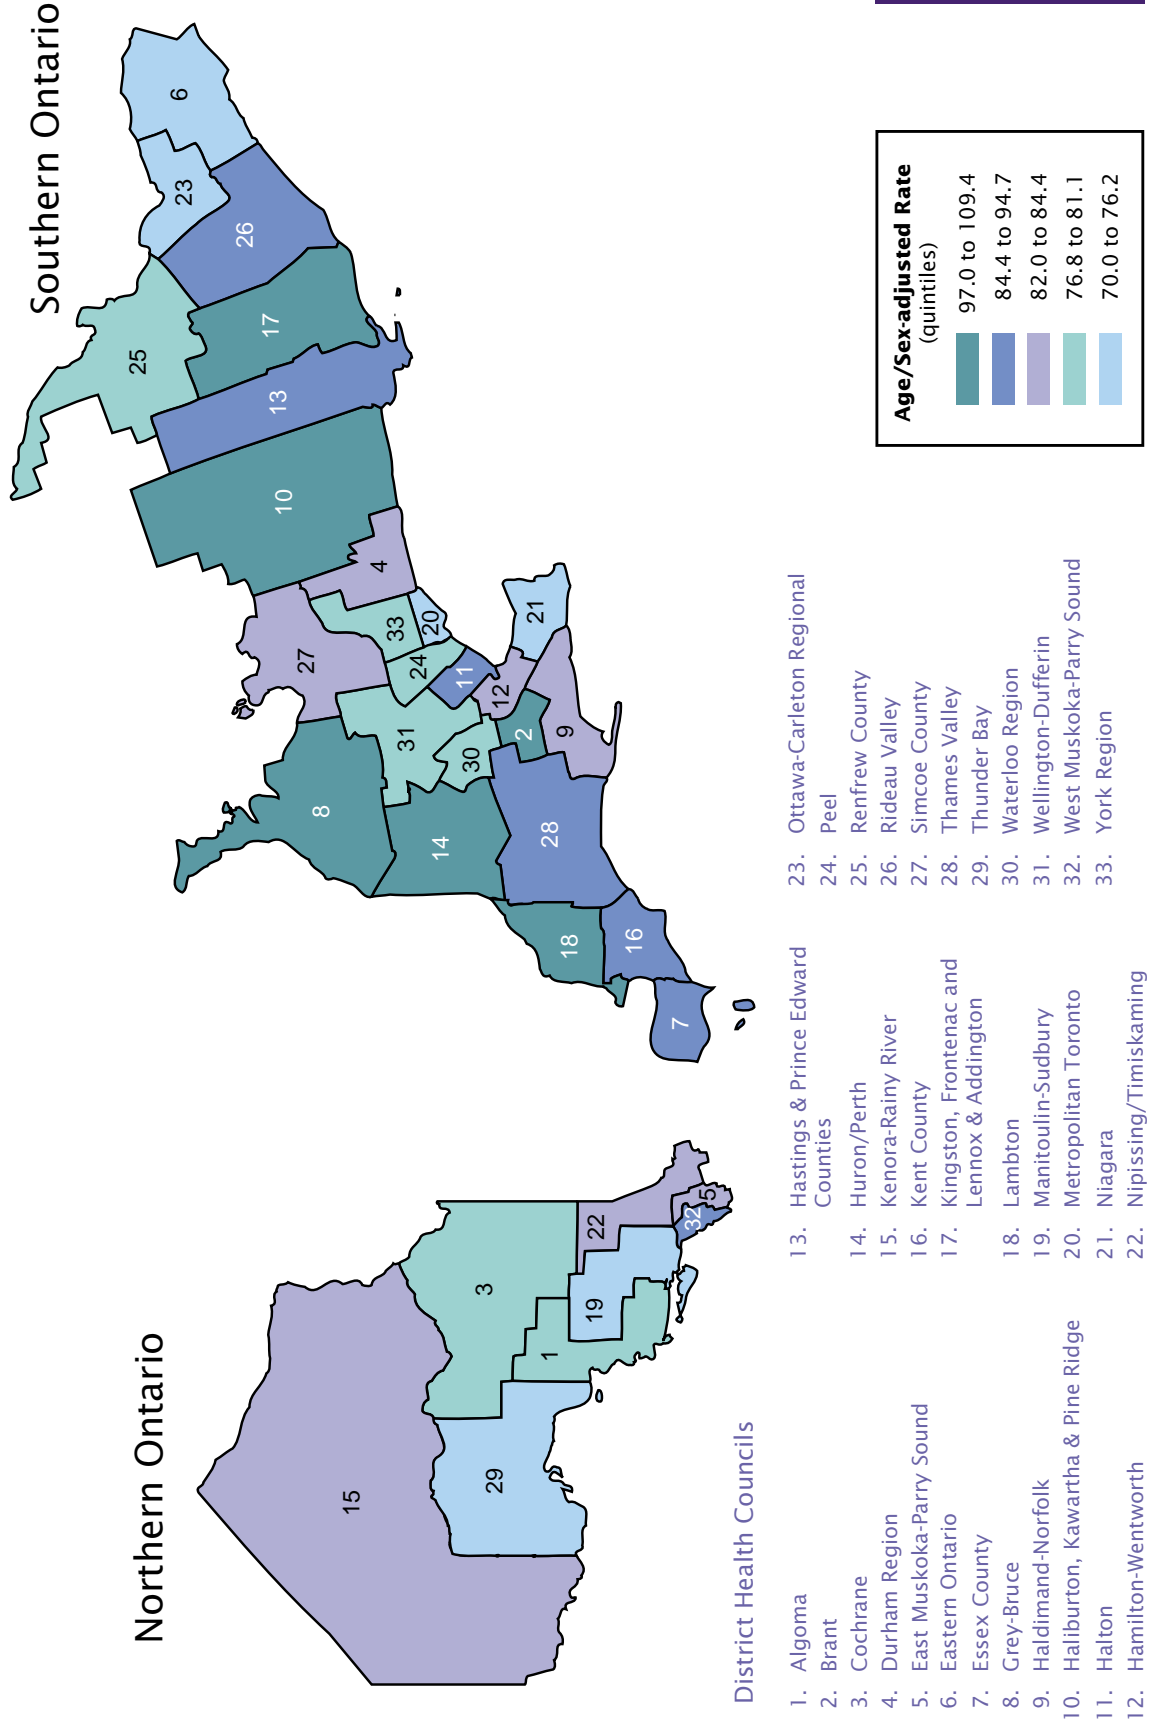 Northern Ontario
15
3
29
1
19
22
32
5
Southern Ontario
6
23
26
25
17
13
10
4
27
33
20
24
11
21
12
31
8
30
2
9
14
28
18
16
7
Age/Sex-adjusted Rate
(quintiles)
97.0 to 109.4
84.4 to 94.7
82.0 to 84.4
76.8 to 81.1
70.0 to 76.2
District Health Councils
1. Algoma
2. Brant
3. Cochrane
4. Durham Region
5. East Muskoka-Parry Sound
6. Eastern Ontario
7. Essex County
8. Grey-Bruce
9. Haldimand-Norfolk
10. Haliburton, Kawartha & Pine Ridge
11. Halton
12. Hamilton-Wentworth
13. Hastings & Prince Edward
Counties
14. Huron/Perth
15. Kenora-Rainy River
16. Kent County
17. Kingston, Frontenac and
Lennox & Addington
18. Lambton
19. Manitoulin-Sudbury
20. Metropolitan Toronto
21. Niagara
22. Nipissing/Timiskaming
23. Ottawa-Carleton Regional
24. Peel
25. Renfrew County
26. Rideau Valley
27. Simcoe County
28. Thames Valley
29. Thunder Bay
30. Waterloo Region
31. Wellington-Dufferin
32. West Muskoka-Parry Sound
33. York Region